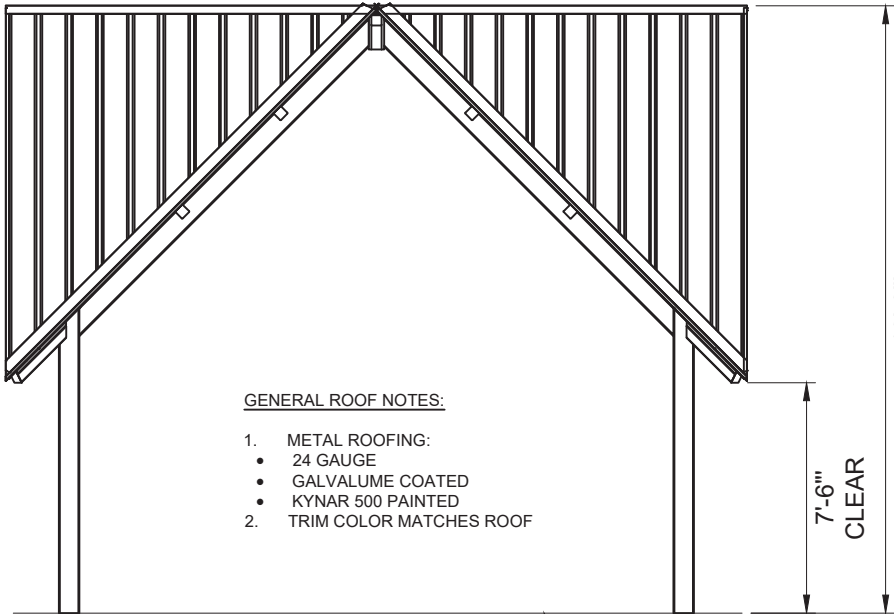 GENERAL ROOF NOTES:
1. METAL ROOFING:
• 24 GAUGE
• GALVALUME COATED
• KYNAR 500 PAINTED
2. TRIM COLOR MATCHES ROOF
7'-6"'
CLEAR